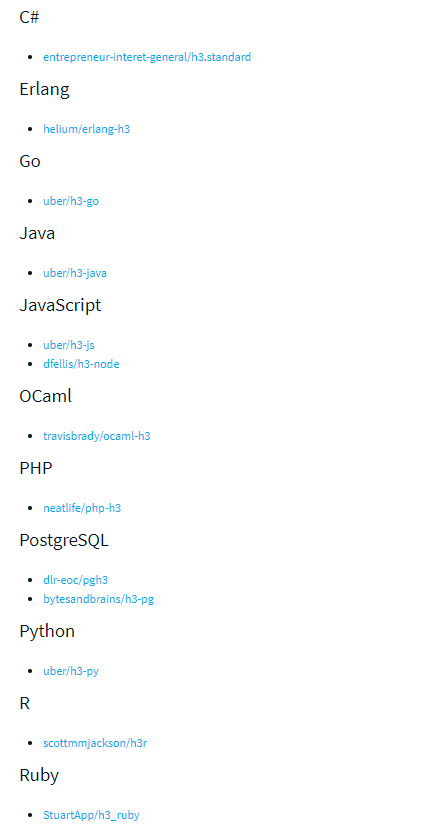 C#
entrepreneur-interet-general/h3.standard
Erlang
helium/erlang-h3
Go
uber/h3-go
Java
uber/h3-java
JavaScript
uber/h3-js
dfellis/h3-node
OCaml
travisbrady/ocaml-h3
PHP
neatlife/php-h3
PostgreSQL
dlr-eoc/pgh3
bytesandbrains/h3-pg
Python
uber/h3-py
R
scottmmjackson/h3r
Ruby
StuartApp/h3_ruby